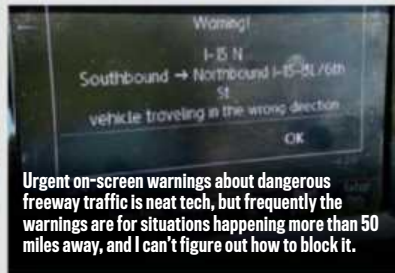 Warning!
I-15 N
Southbound → Northbound I-15-BL/6th
St
vehicle traveling in the wrong direction
OK
Urgent on-screen warnings about dangerous
freeway traffic is neat tech, but frequently the
warnings are for situations happening more than 50
miles away, and I can't figure out how to block it.